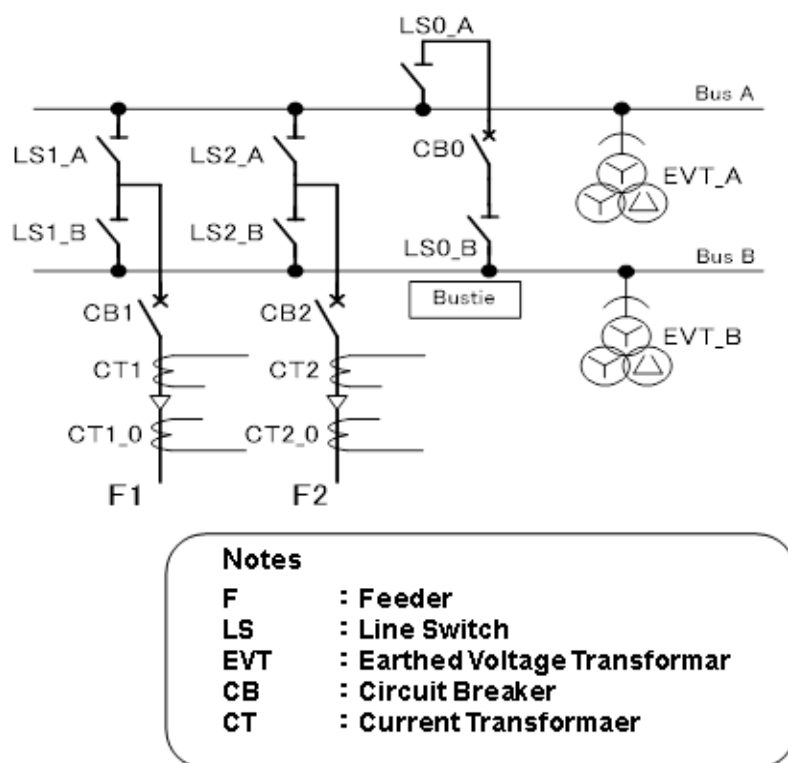 LS0_A
Bus A
LS1_A
LS2_A
CB0
EVT_A
LS1_B
LS2_B
LS0_B
Bus B
Bustie
CB1
CB2
EVT_B
CT1
CT2
CT1_0
CT2_0
F1
F2
Notes
F : Feeder
LS : Line Switch
EVT : Earthed Voltage Transformar
CB : Circuit Breaker
CT : Current Transformaer